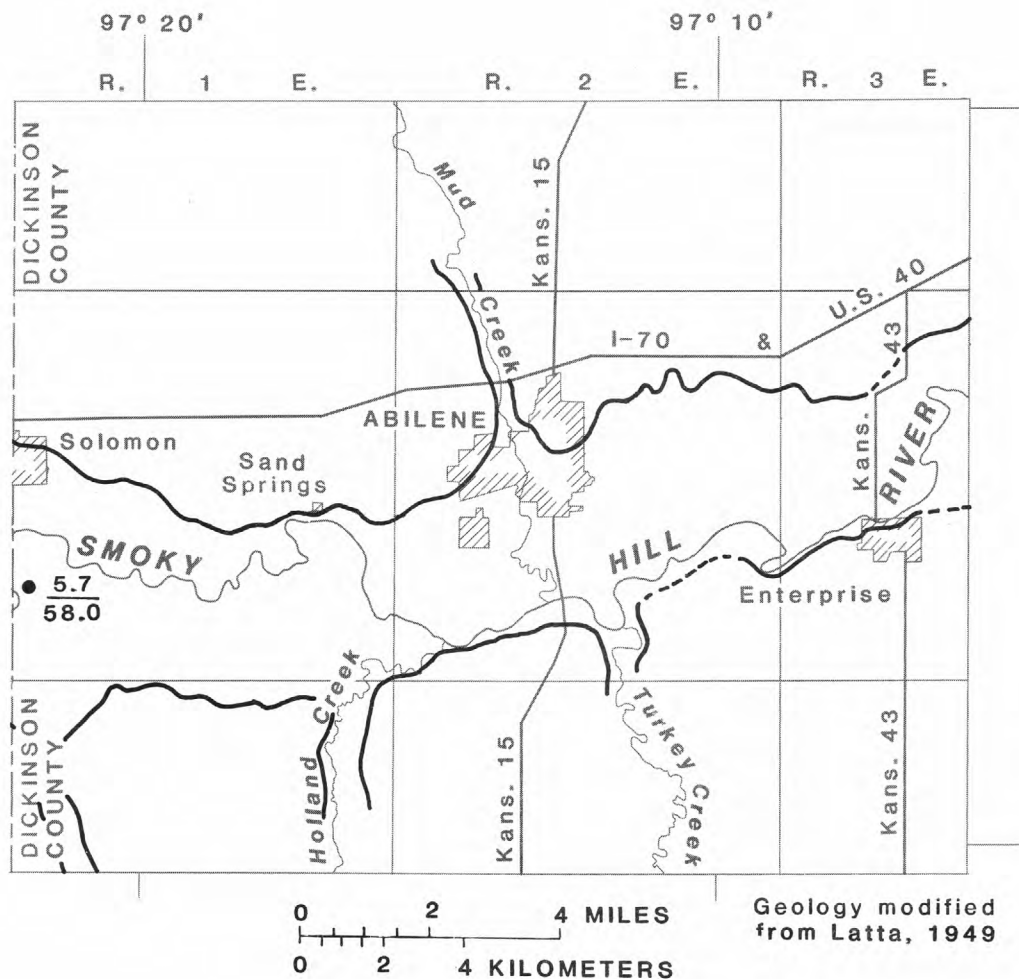 97° 20'
97° 10'
R. 1 E.
R. 2 E.
R. 3 E.
DICKINSON
COUNTY
Mud
Creek
Kans. 15
U.S. 40
I-70 &
Kans. 43
ABILENE
Solomon
Sand
Springs
RIVER
SMOKY
HILL
5.7
58.0
Enterprise
Creek
Holland
DICKINSON
COUNTY
Kans. 15
Turkey
Creek
Kans. 43
0 2 4 MILES
0 2 4 KILOMETERS
Geology modified
from Latta, 1949